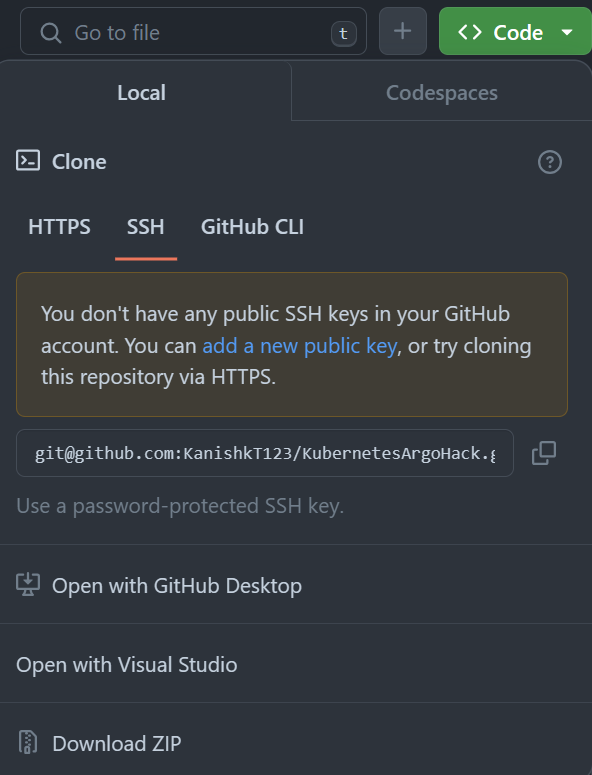 Go to file
t
+
<> Code
Local
Codespaces
Clone
?
HTTPS
SSH
GitHub CLI
You don't have any public SSH keys in your GitHub
account. You can add a new public key, or try cloning
this repository via HTTPS.
git@github.com:KanishkT123/KubernetesArgoHack.g
Use a password-protected SSH key.
Open with GitHub Desktop
Open with Visual Studio
Download ZIP